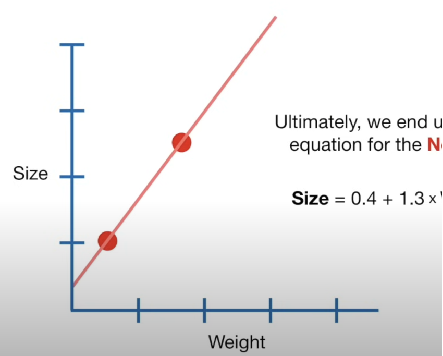 Ultimately, we end
equation for the
Size
Size = 0.4 + 1.3 ×
Weight